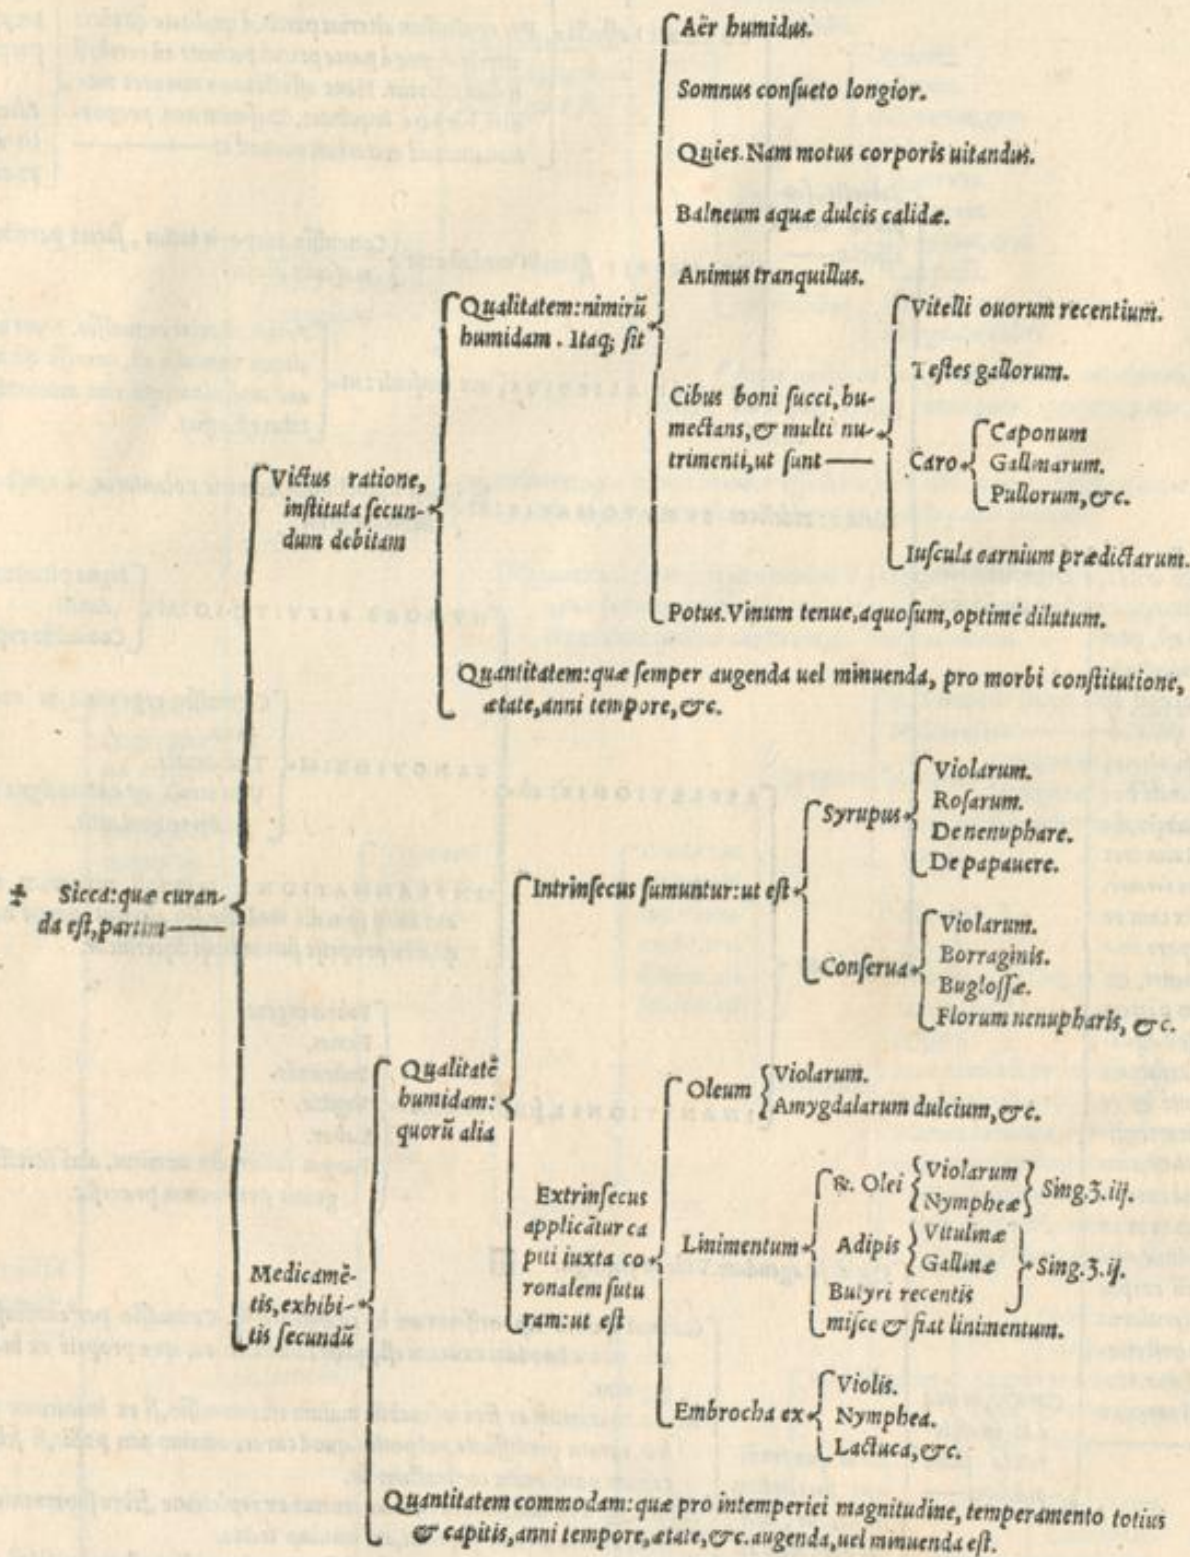 Aër humidus.
Somnus conſueto longior.
Quies. Nam motus corporis uitandus.
Balneum aquæ dulcis calidæ.
Animus tranquillus.
Qualitatem: nimirũ
humidam. Itaq; ſit
Cibus boni ſucci, hu-
mectans, & multi nu-
trimenti, ut ſunt
Vitelli ouorum recentium.
Teſtes gallorum.
Caro
Caponum
Gallinarum.
Pullorum, &c.
Iuſcula carnium prædictarum.
Potus. Vinum tenue, aquoſum, optimè dilutum.
Victus ratione,
inſtituta ſecun-
dum debitam
Quantitatem: quæ ſemper augenda uel minuenda, pro morbi conſtitutione,
ætate, anni tempore, &c.
Sicca: quæ curan-
da eſt, partim
Syrupus
Violarum.
Roſarum.
De nenuphare.
De papauere.
Intrinſecus ſumuntur: ut eſt
Conſerua
Violarum.
Borraginis.
Bugloſſæ.
Florum nenupharis, &c.
Qualitatẽ
humidam:
quorũ alia
Oleum
Violarum.
Amygdalarum dulcium, &c.
Extrinſecus
applicãtur ca
piti iuxta co
ronalem ſutu
ram: ut eſt
Linimentum
℞. Olei
Violarum
Nympheæ
Sing. ℥. iij.
Adipis
Vitulinæ
Gallinæ
Butyri recentis
Sing. ℥. ij.
miſce & fiat linimentum.
Embrocha ex
Violis.
Nymphea.
Lactuca, &c.
Medicamẽ-
tis, exhibi-
tis ſecundũ
Quantitatem commodam: quæ pro intemperiei magnitudine, temperamento totius
& capitis, anni tempore, ætate, &c. augenda, uel minuenda eſt.